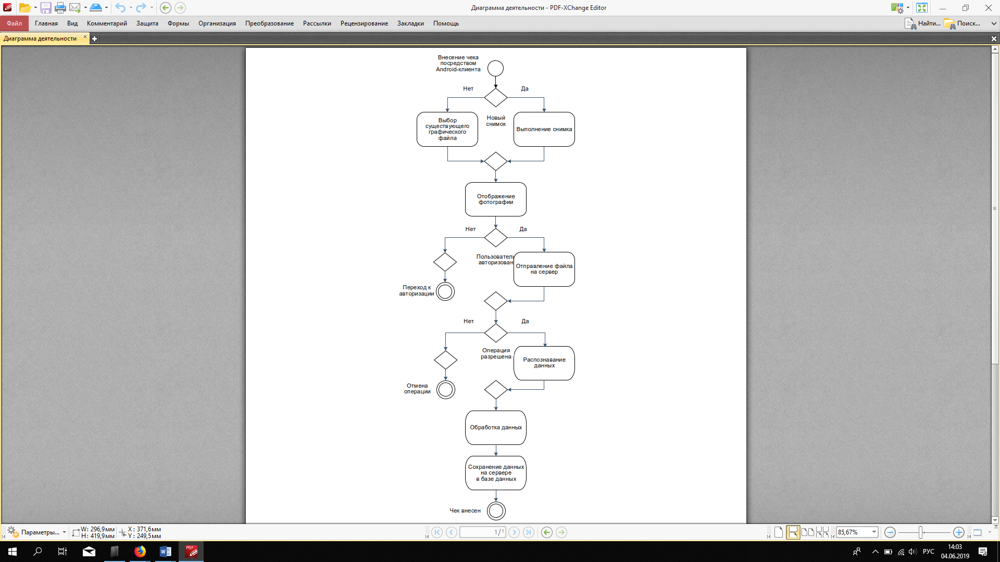 Диаграмма деятельности - PDF-XChange Editor
Файл
Главная
Вид
Комментарий
Защита
Формы
Организация
Преобразование
Рассылки
Рецензирование
Закладки
Помощь
Найти...
Поиск...
Диаграмма деятельности
Внесение чека
посредством
Android-клиента
Нет
Да
Выбор
существующего
графического
файла
Новый
снимок
Выполнение снимка
Отображение
фотографии
Нет
Да
Пользователь
авторизован
Отправление файла
на сервер
Переход к
авторизации
Нет
Да
Операция
разрешена
Распознавание
данных
Отмена
операции
Обработка данных
Сохранение данных
на сервере
в базе данных
Чек внесен
Параметры...
W: 296,9мм
H: 419,9мм
X: 371,6мм
Y: 249,5мм
1/1
85,67%
PDF
РУС
14:03
04.06.2019